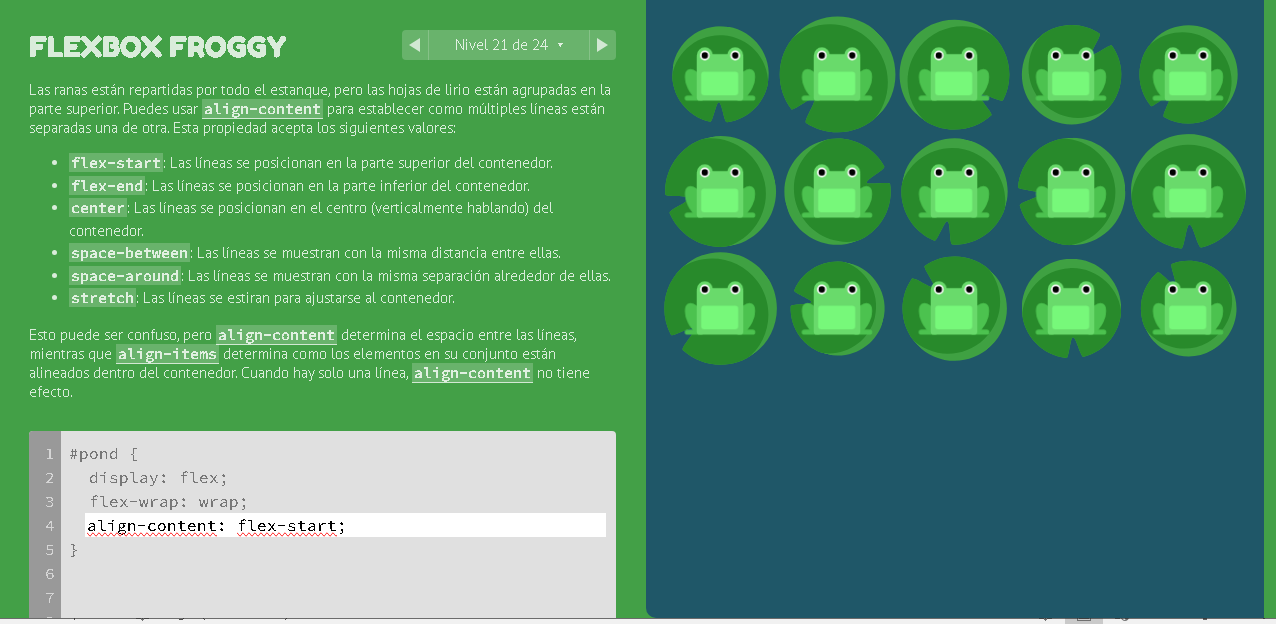 FLEXBOX FROGGY
Nivel 21 de 24
Las ranas están repartidas por todo el estanque, pero las hojas de lirio están agrupadas en la
parte superior. Puedes usar align-content para establecer como múltiples líneas están
separadas una de otra. Esta propiedad acepta los siguientes valores:
flex-start: Las líneas se posicionan en la parte superior del contenedor.
flex-end: Las líneas se posicionan en la parte inferior del contenedor.
center: Las líneas se posicionan en el centro (verticalmente hablando) del
contenedor.
space-between: Las líneas se muestran con la misma distancia entre ellas.
space-around: Las líneas se muestran con la misma separación alrededor de ellas.
stretch: Las líneas se estiran para ajustarse al contenedor.
Esto puede ser confuso, pero align-content determina el espacio entre las líneas,
mientras que align-items determina como los elementos en su conjunto están
alineados dentro del contenedor. Cuando hay solo una línea, align-content no tiene
efecto.
1 #pond {
2 display: flex;
3 flex-wrap: wrap;
4 align-content: flex-start;
5 }
6
7